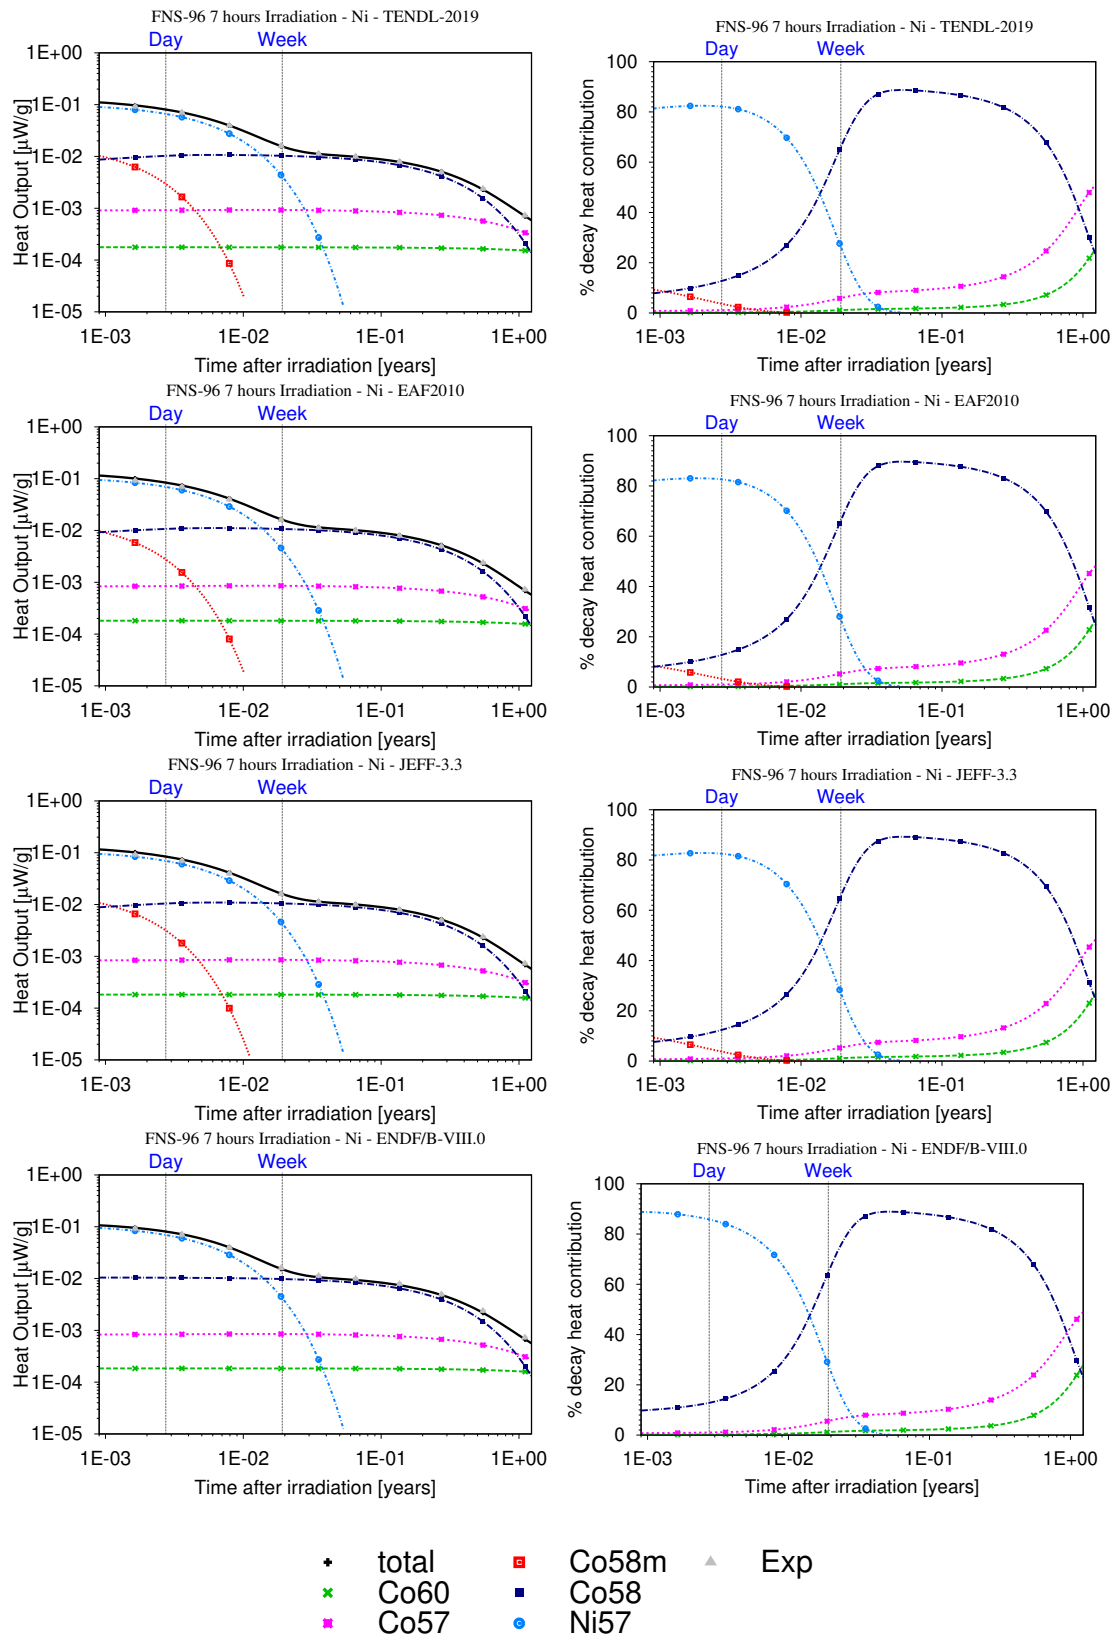 FNS-96 7 hours Irradiation - Ni - TENDL-2019
Day Week
Heat Output [µW/g]
1E+00
1E-01
1E-02
1E-03
1E-04
1E-05
1E-03 1E-02 1E-01 1E+00
Time after irradiation [years]
FNS-96 7 hours Irradiation - Ni - TENDL-2019
Day Week
% decay heat contribution
100
80
60
40
20
0
1E-03 1E-02 1E-01 1E+00
Time after irradiation [years]
FNS-96 7 hours Irradiation - Ni - EAF2010
Day Week
Heat Output [µW/g]
1E+00
1E-01
1E-02
1E-03
1E-04
1E-05
1E-03 1E-02 1E-01 1E+00
Time after irradiation [years]
FNS-96 7 hours Irradiation - Ni - EAF2010
Day Week
% decay heat contribution
100
80
60
40
20
0
1E-03 1E-02 1E-01 1E+00
Time after irradiation [years]
FNS-96 7 hours Irradiation - Ni - JEFF-3.3
Day Week
Heat Output [µW/g]
1E+00
1E-01
1E-02
1E-03
1E-04
1E-05
1E-03 1E-02 1E-01 1E+00
Time after irradiation [years]
FNS-96 7 hours Irradiation - Ni - JEFF-3.3
Day Week
% decay heat contribution
100
80
60
40
20
0
1E-03 1E-02 1E-01 1E+00
Time after irradiation [years]
FNS-96 7 hours Irradiation - Ni - ENDF/B-VIII.0
Day Week
Heat Output [µW/g]
1E+00
1E-01
1E-02
1E-03
1E-04
1E-05
1E-03 1E-02 1E-01 1E+00
Time after irradiation [years]
FNS-96 7 hours Irradiation - Ni - ENDF/B-VIII.0
Day Week
% decay heat contribution
100
80
60
40
20
0
1E-03 1E-02 1E-01 1E+00
Time after irradiation [years]
total Co58m Exp
Co60 Co58
Co57 Ni57